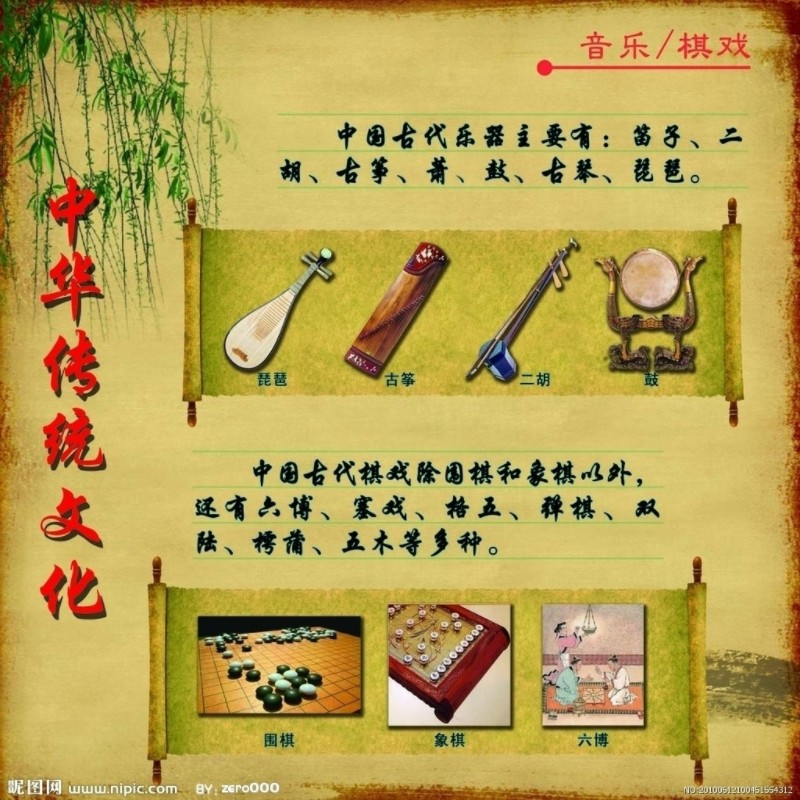 音乐/棋戏
中国古代乐器主要有：笛子、二
胡、古筝、萧、鼓、古琴、琵琶。
中华传统文化
琵琶
古筝
二胡
鼓
中国古代棋戏除围棋和象棋以外，
还有六博、塞戏、格五、弹棋、双
陆、樗蒲、五木等多种。
围棋
象棋
六博
昵图网 www.nipic.com BY: zero000
NO:20100512100451554312